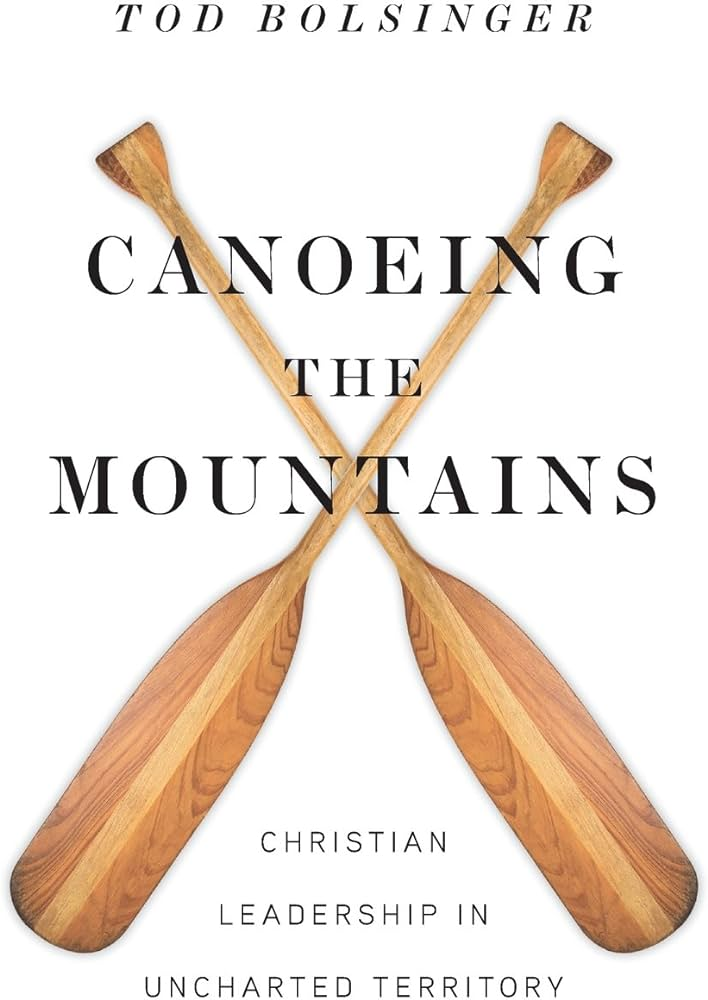 TOD BOLSINGER
CANOEING
THE
MOUNTAINS
CHRISTIAN
LEADERSHIP IN
UNCHARTED TERRITORY